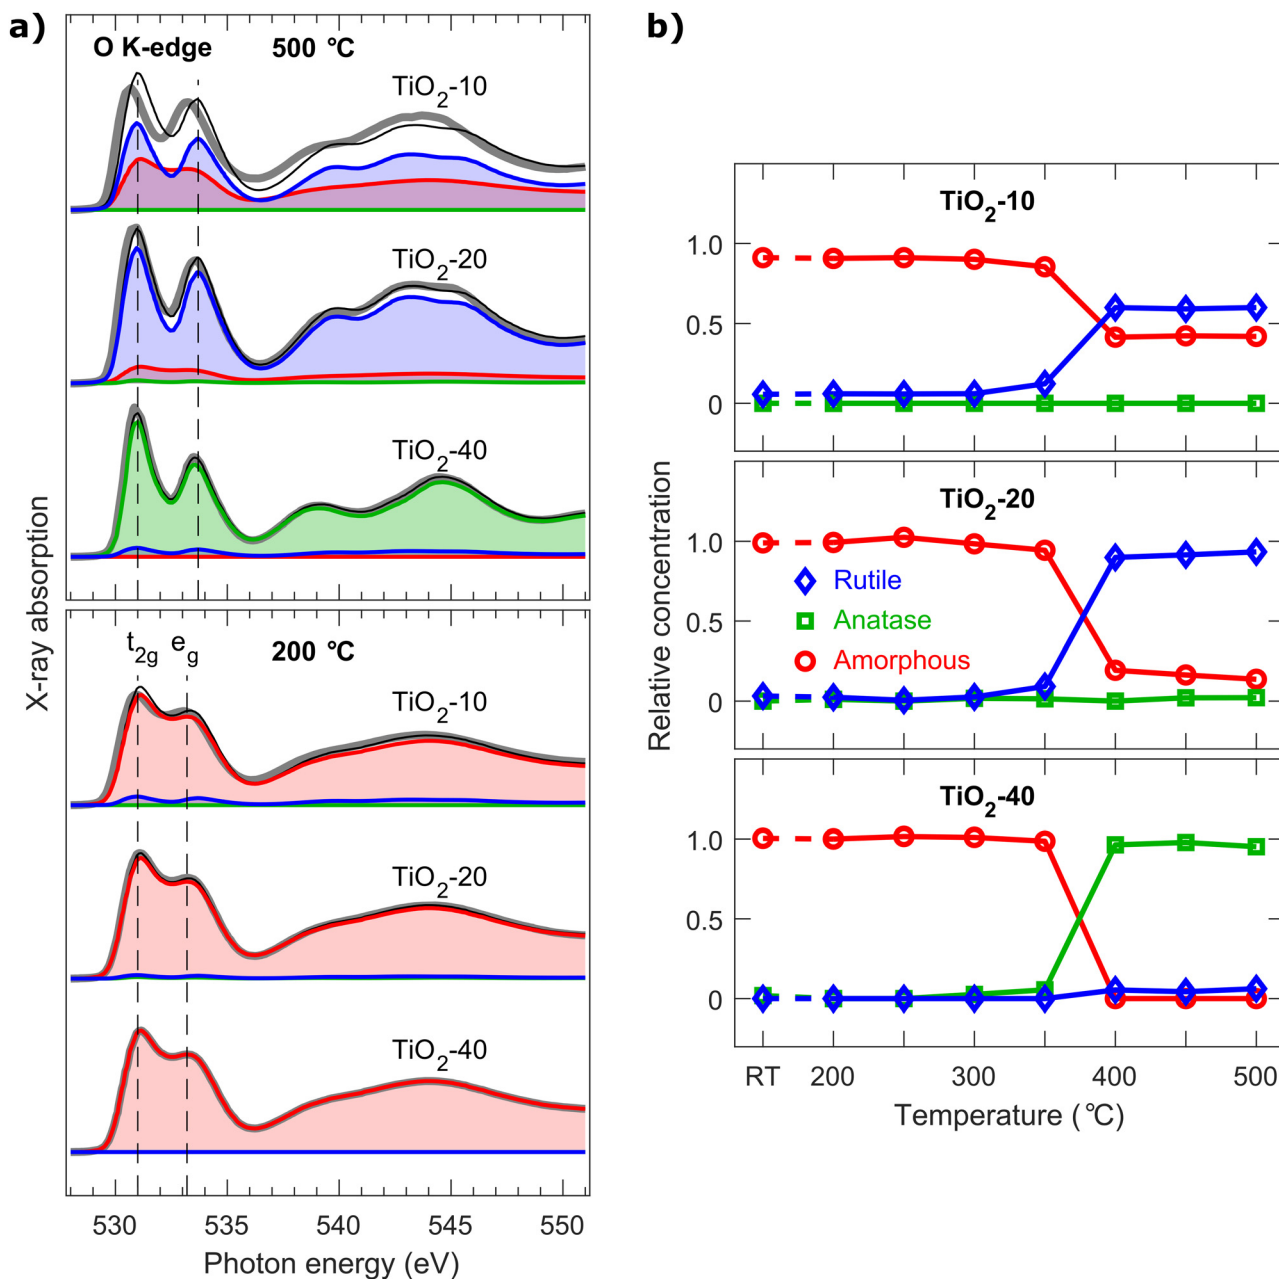 a)
O K-edge 500 °C
TiO2-10
TiO2-20
TiO2-40
t2g eg 200 °C
TiO2-10
TiO2-20
TiO2-40
530 535 540 545 550
Photon energy (eV)
X-ray absorption
b)
TiO2-10
1.0
0.5
0
TiO2-20
1.0
0.5
0
Rutile
Anatase
Amorphous
TiO2-40
1.0
0.5
0
RT 200 300 400 500
Temperature (°C)
Relative concentration